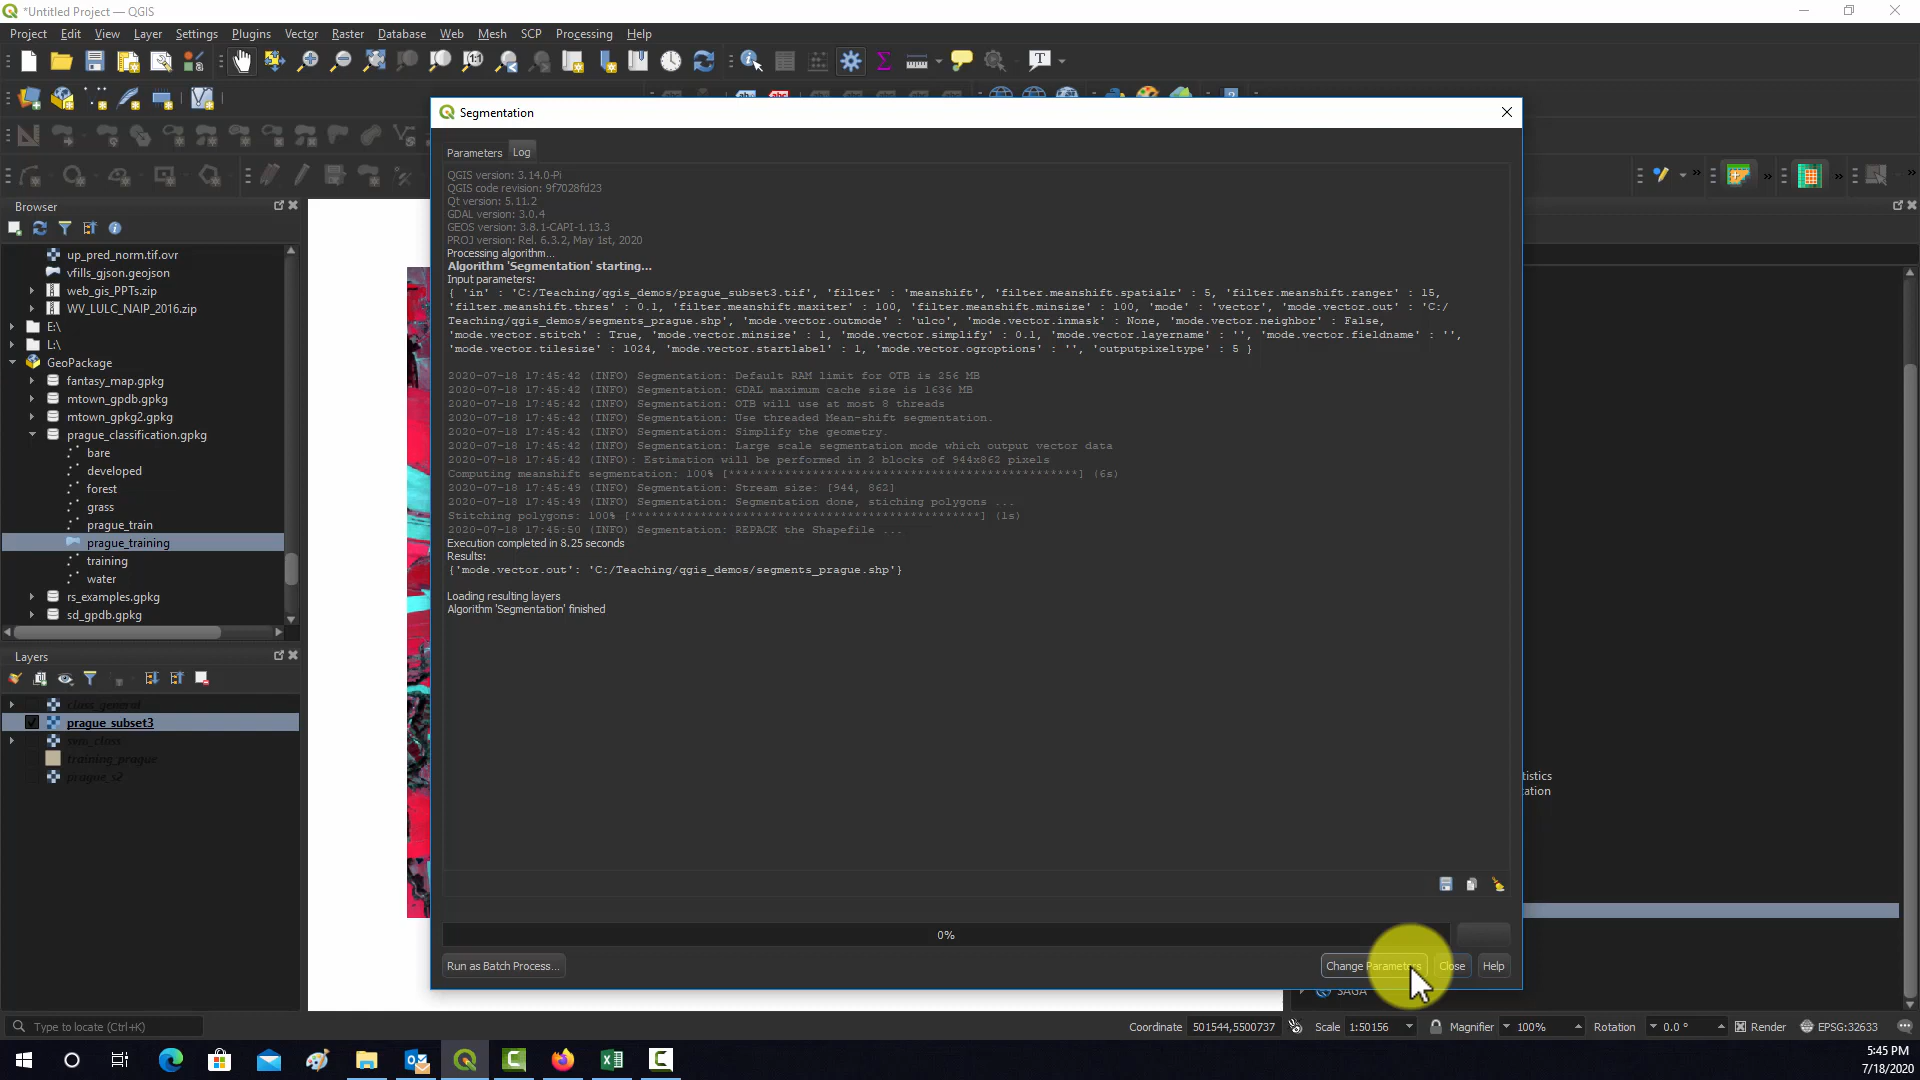 *Untitled Project — QGIS
Project Edit View Layer Settings Plugins Vector Raster Database Web Mesh SCP Processing Help
Segmentation
Parameters Log
QGIS version: 3.14.0-Pi
QGIS code revision: 9f7028fd23
Qt version: 5.11.2
GDAL version: 3.0.4
GEOS version: 3.8.1-CAPI-1.13.3
PROJ version: Rel. 6.3.2, May 1st, 2020
Processing algorithm...
Algorithm 'Segmentation' starting...
Input parameters:
{ 'in' : 'C:/Teaching/qgis_demos/prague_subset3.tif', 'filter' : 'meanshift', 'filter.meanshift.spatialr' : 5, 'filter.meanshift.ranger' : 15,
'filter.meanshift.thres' : 0.1, 'filter.meanshift.maxiter' : 100, 'filter.meanshift.minsize' : 100, 'mode' : 'vector', 'mode.vector.out' : 'C:/
Teaching/qgis_demos/segments_prague.shp', 'mode.vector.outmode' : 'ulco', 'mode.vector.inmask' : None, 'mode.vector.neighbor' : False,
'mode.vector.stitch' : True, 'mode.vector.minsize' : 1, 'mode.vector.simplify' : 0.1, 'mode.vector.layername' : '', 'mode.vector.fieldname' : '',
'mode.vector.tilesize' : 1024, 'mode.vector.startlabel' : 1, 'mode.vector.ogroptions' : '', 'outputpixeltype' : 5 }
2020-07-18 17:45:42 (INFO) Segmentation: Default RAM limit for OTB is 256 MB
2020-07-18 17:45:42 (INFO) Segmentation: GDAL maximum cache size is 1636 MB
2020-07-18 17:45:42 (INFO) Segmentation: OTB will use at most 8 threads
2020-07-18 17:45:42 (INFO) Segmentation: Use threaded Mean-shift segmentation.
2020-07-18 17:45:42 (INFO) Segmentation: Simplify the geometry.
2020-07-18 17:45:42 (INFO) Segmentation: Large scale segmentation mode which output vector data
2020-07-18 17:45:42 (INFO): Estimation will be performed in 2 blocks of 944x862 pixels
Computing meanshift segmentation: 100% [**************************************************] (6s)
2020-07-18 17:45:49 (INFO) Segmentation: Stream size: [944, 862]
2020-07-18 17:45:49 (INFO) Segmentation: Segmentation done, stiching polygons ...
Stitching polygons: 100% [**************************************************] (1s)
2020-07-18 17:45:50 (INFO) Segmentation: REPACK the Shapefile ...
Execution completed in 8.25 seconds
Results:
{'mode.vector.out': 'C:/Teaching/qgis_demos/segments_prague.shp'}
Loading resulting layers
Algorithm 'Segmentation' finished
0%
Run as Batch Process... Change Parameters Close Help
Browser
up_pred_norm.tif.ovr
vfills_gjson.geojson
web_gis_PPTs.zip
WV_LULC_NAIP_2016.zip
E:\
L:\
GeoPackage
fantasy_map.gpkg
mtown_gpdb.gpkg
mtown_gpkg2.gpkg
prague_classification.gpkg
bare
developed
forest
grass
prague_train
prague_training
training
water
rs_examples.gpkg
sd_gpdb.gpkg
Layers
class_general
prague_subset3
svm_class
training_prague
prague_s2
tistics
tation
SAGA
Type to locate (Ctrl+K)
Coordinate 501544,5500737 Scale 1:50156 Magnifier 100% Rotation 0.0 ° Render EPSG:32633
5:45 PM
7/18/2020